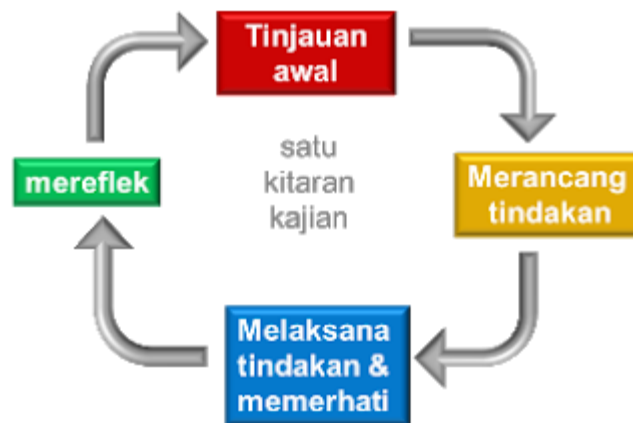 Tinjauan
awal
Merancang
tindakan
Melaksana
tindakan &
memerhati
mereflek
satu
kitaran
kajian